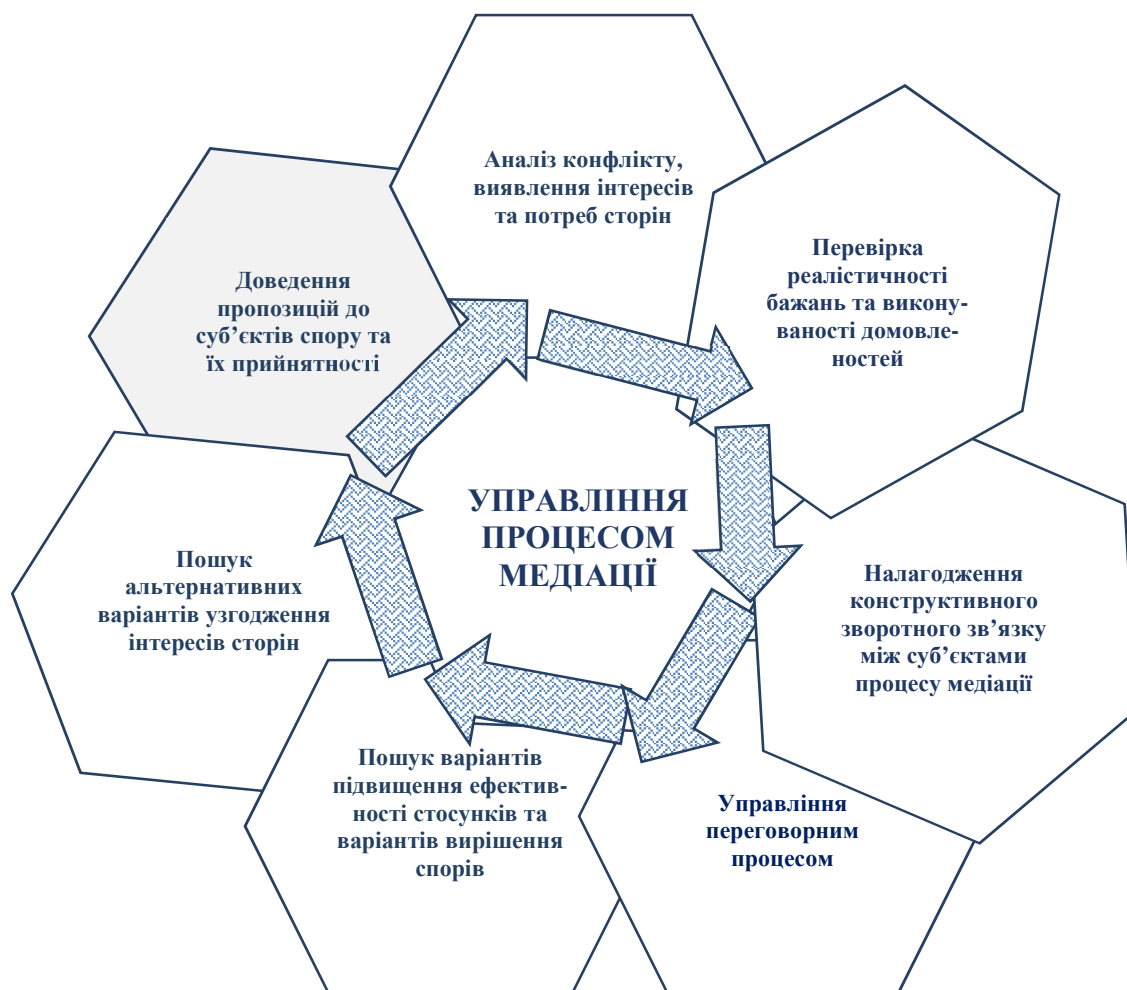 Аналіз конфлікту,
виявлення інтересів
та потреб сторін
Перевірка
реалістичності
бажань та викону-
ваності домовле-
ностей
Налагодження
конструктивного
зворотного зв’язку
між суб’єктами
процесу медіації
Управління
переговорним
процесом
Пошук варіантів
підвищення ефектив-
ності стосунків та
варіантів вирішення
спорів
Пошук
альтернативних
варіантів узгодження
інтересів сторін
Доведення
пропозицій до
суб’єктів спору та
їх прийнятності
УПРАВЛІННЯ
ПРОЦЕСОМ
МЕДІАЦІЇ